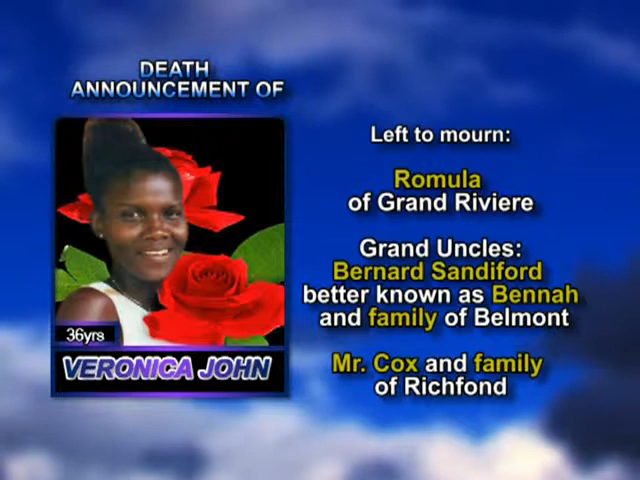 DEATH
ANNOUNCEMENT OF
36yrs
VERONICA JOHN
Left to mourn:
Romula
of Grand Riviere
Grand Uncles:
Bernard Sandiford
better known as Bennah
and family of Belmont
Mr. Cox and family
of Richfond